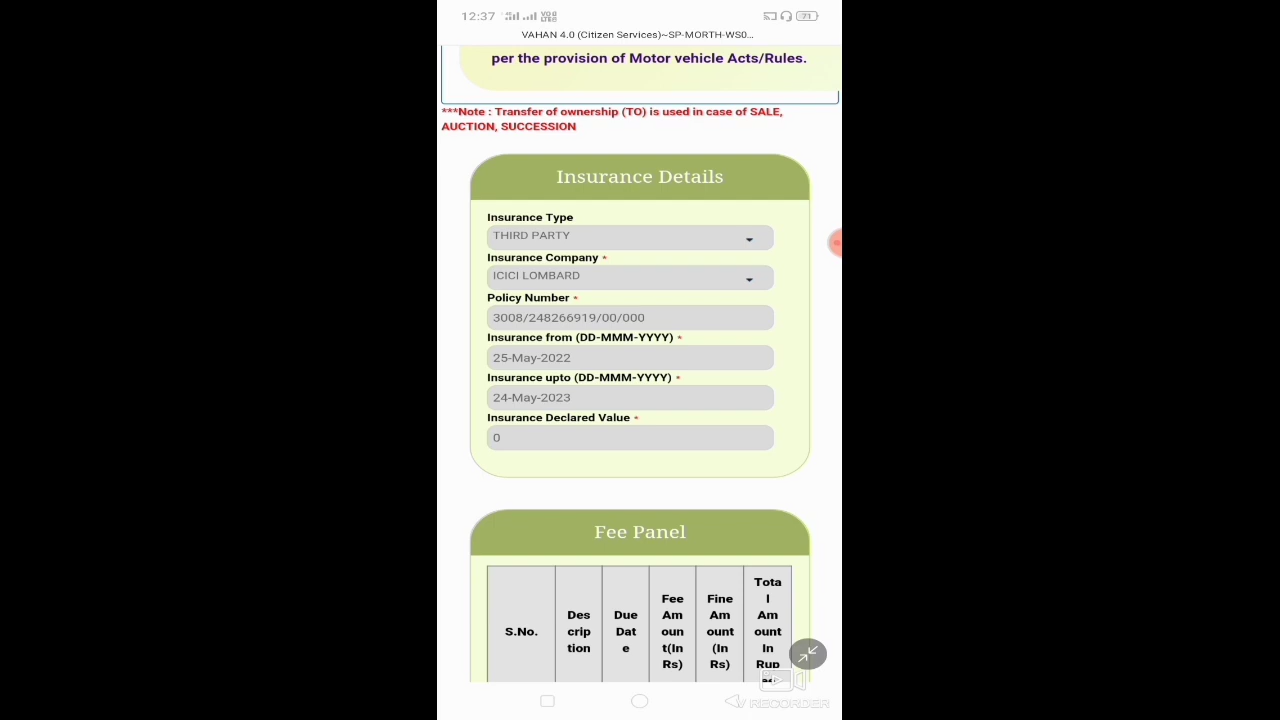 12:37
VoD
LTE
71
VAHAN 4.0 (Citizen Services)~SP-MORTH-WS0...
per the provision of Motor vehicle Acts/Rules.
***Note : Transfer of ownership (TO) is used in case of SALE,
AUCTION, SUCCESSION
Insurance Details
Insurance Type
THIRD PARTY
Insurance Company *
ICICI LOMBARD
Policy Number *
3008/248266919/00/000
Insurance from (DD-MMM-YYYY) *
25-May-2022
Insurance upto (DD-MMM-YYYY) *
24-May-2023
Insurance Declared Value *
0
Fee Panel
S.No.
Des
crip
tion
Due
Dat
e
Fee
Am
oun
t(In
Rs)
Fine
Am
ount
(In
Rs)
Tota
l
Am
ount
In
Rup
V RECORDER